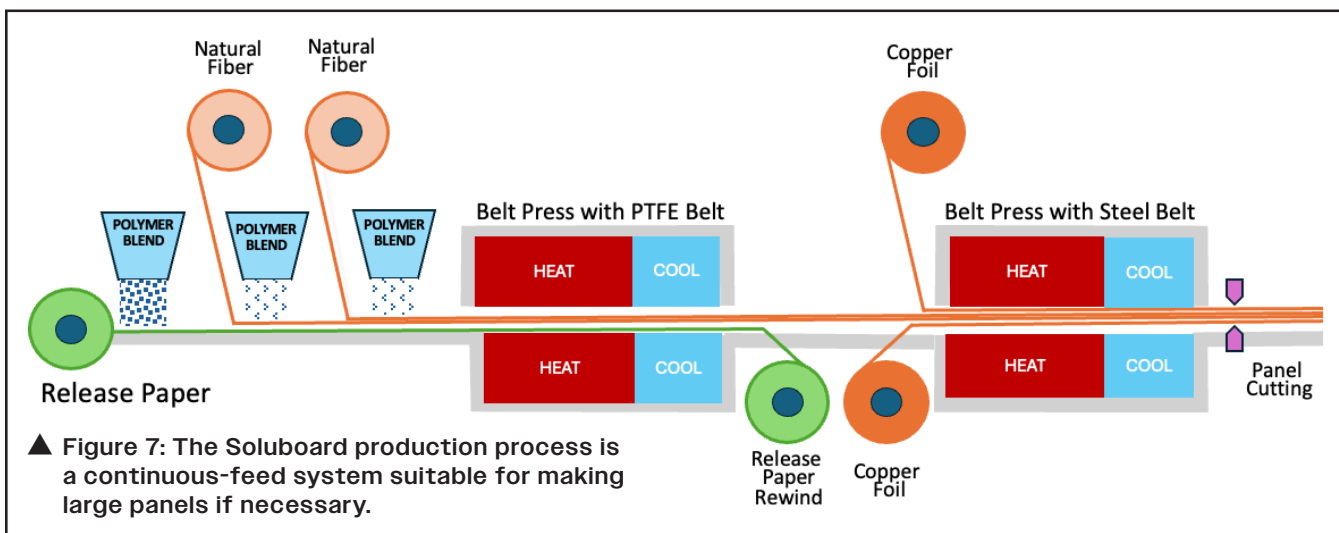 Natural
Fiber
Natural
Fiber
Copper
Foil
POLYMER
BLEND
POLYMER
BLEND
POLYMER
BLEND
Belt Press with PTFE Belt
Belt Press with Steel Belt
HEAT
COOL
HEAT
COOL
HEAT
COOL
HEAT
COOL
Release Paper
Panel
Cutting
Release
Paper
Rewind
Copper
Foil
▲ Figure 7: The Soluboard production process is
a continuous-feed system suitable for making
large panels if necessary.